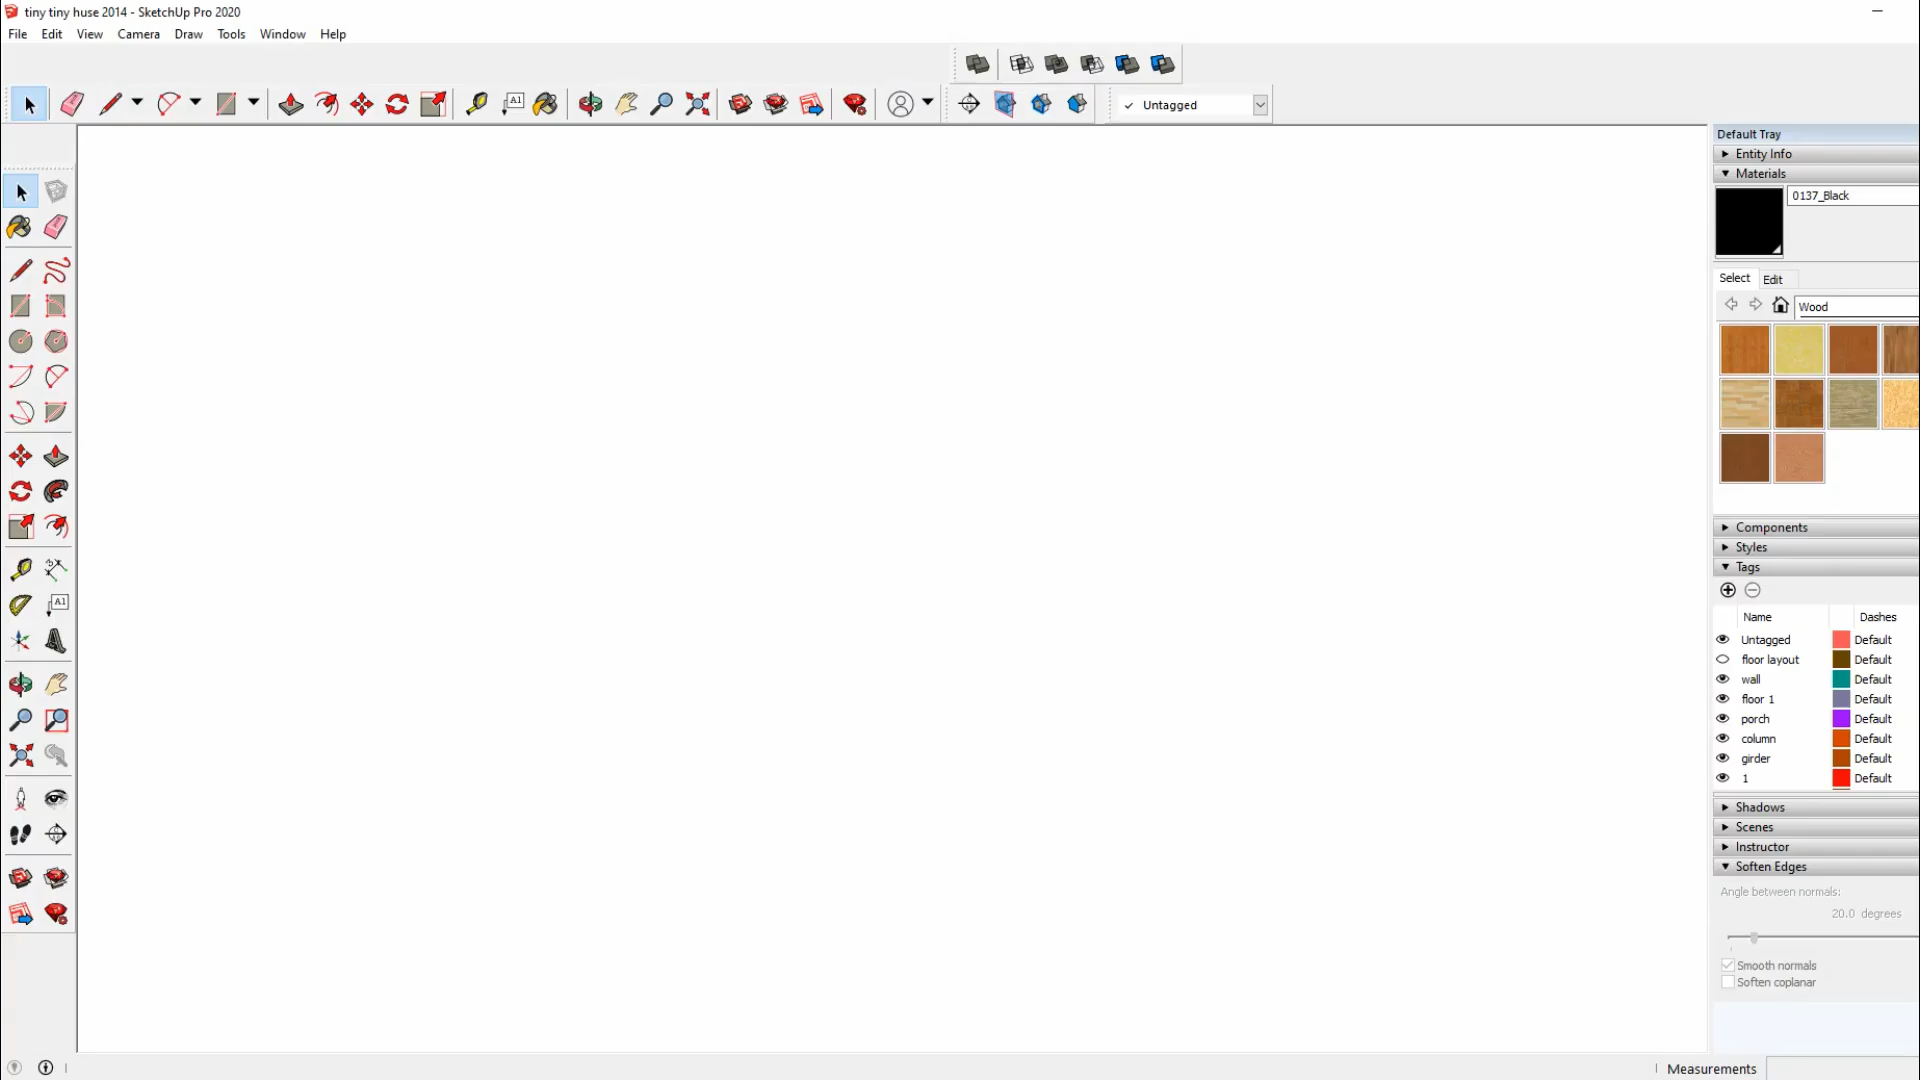 tiny tiny huse 2014 - SketchUp Pro 2020
File Edit View Camera Draw Tools Window Help
A1
Untagged
Default Tray
Entity Info
Materials
0137_Black
Select Edit
Wood
Components
Styles
Tags
Name Dashes
Untagged Default
floor layout Default
wall Default
floor 1 Default
porch Default
column Default
girder Default
1 Default
A1
Shadows
Scenes
Instructor
Soften Edges
Angle between normals:
20.0 degrees
Smooth normals
Soften coplanar
Measurements